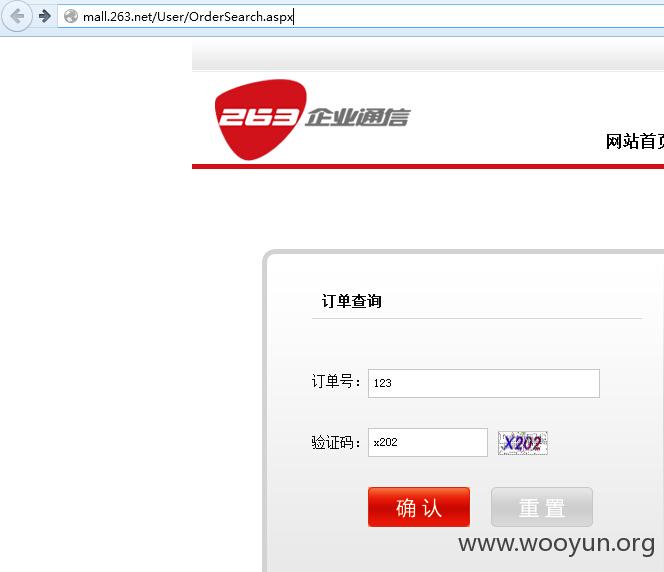 mall.263.net/User/OrderSearch.aspx
263 企业通信
网站首页
订单查询
订单号： 123
验证码： x202 X202
确认 重置
www.wooyun.org